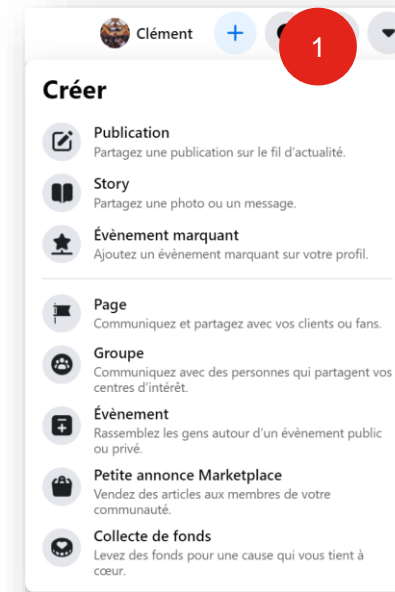 Clément
1
Créer
Publication
Partagez une publication sur le fil d'actualité.
Story
Partagez une photo ou un message.
Évènement marquant
Ajoutez un évènement marquant sur votre profil.
Page
Communiquez et partagez avec vos clients ou fans.
Groupe
Communiquez avec des personnes qui partagent vos
centres d'intérêt.
Évènement
Rassemblez les gens autour d'un évènement public
ou privé.
Petite annonce Marketplace
Vendez des articles aux membres de votre
communauté.
Collecte de fonds
Levez des fonds pour une cause qui vous tient à
cœur.